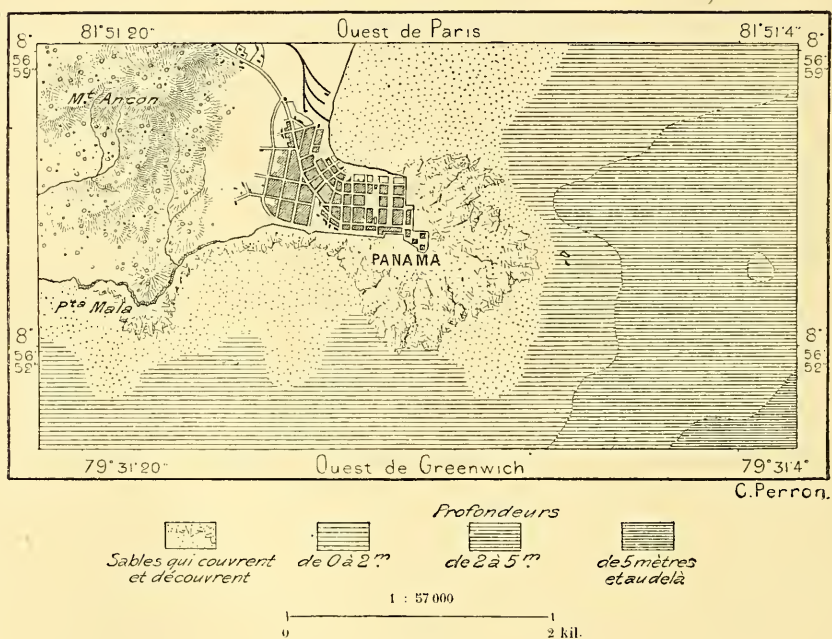 81°51'20" Ouest de Paris 81°51'4"
8° 8°
56' 56'
59" 59"
Mt Ancon
PANAMA
Pta Mala
8° 8°
56' 56'
52" 52"
79°31'20" Ouest de Greenwich 79°31'4"
C. Perron.
Profondeurs
Sables qui couvrent et découvrent
de 0 à 2 m.
de 2 à 5 m.
de 5 mètres et au delà
1 : 57 000
0 2 kil.